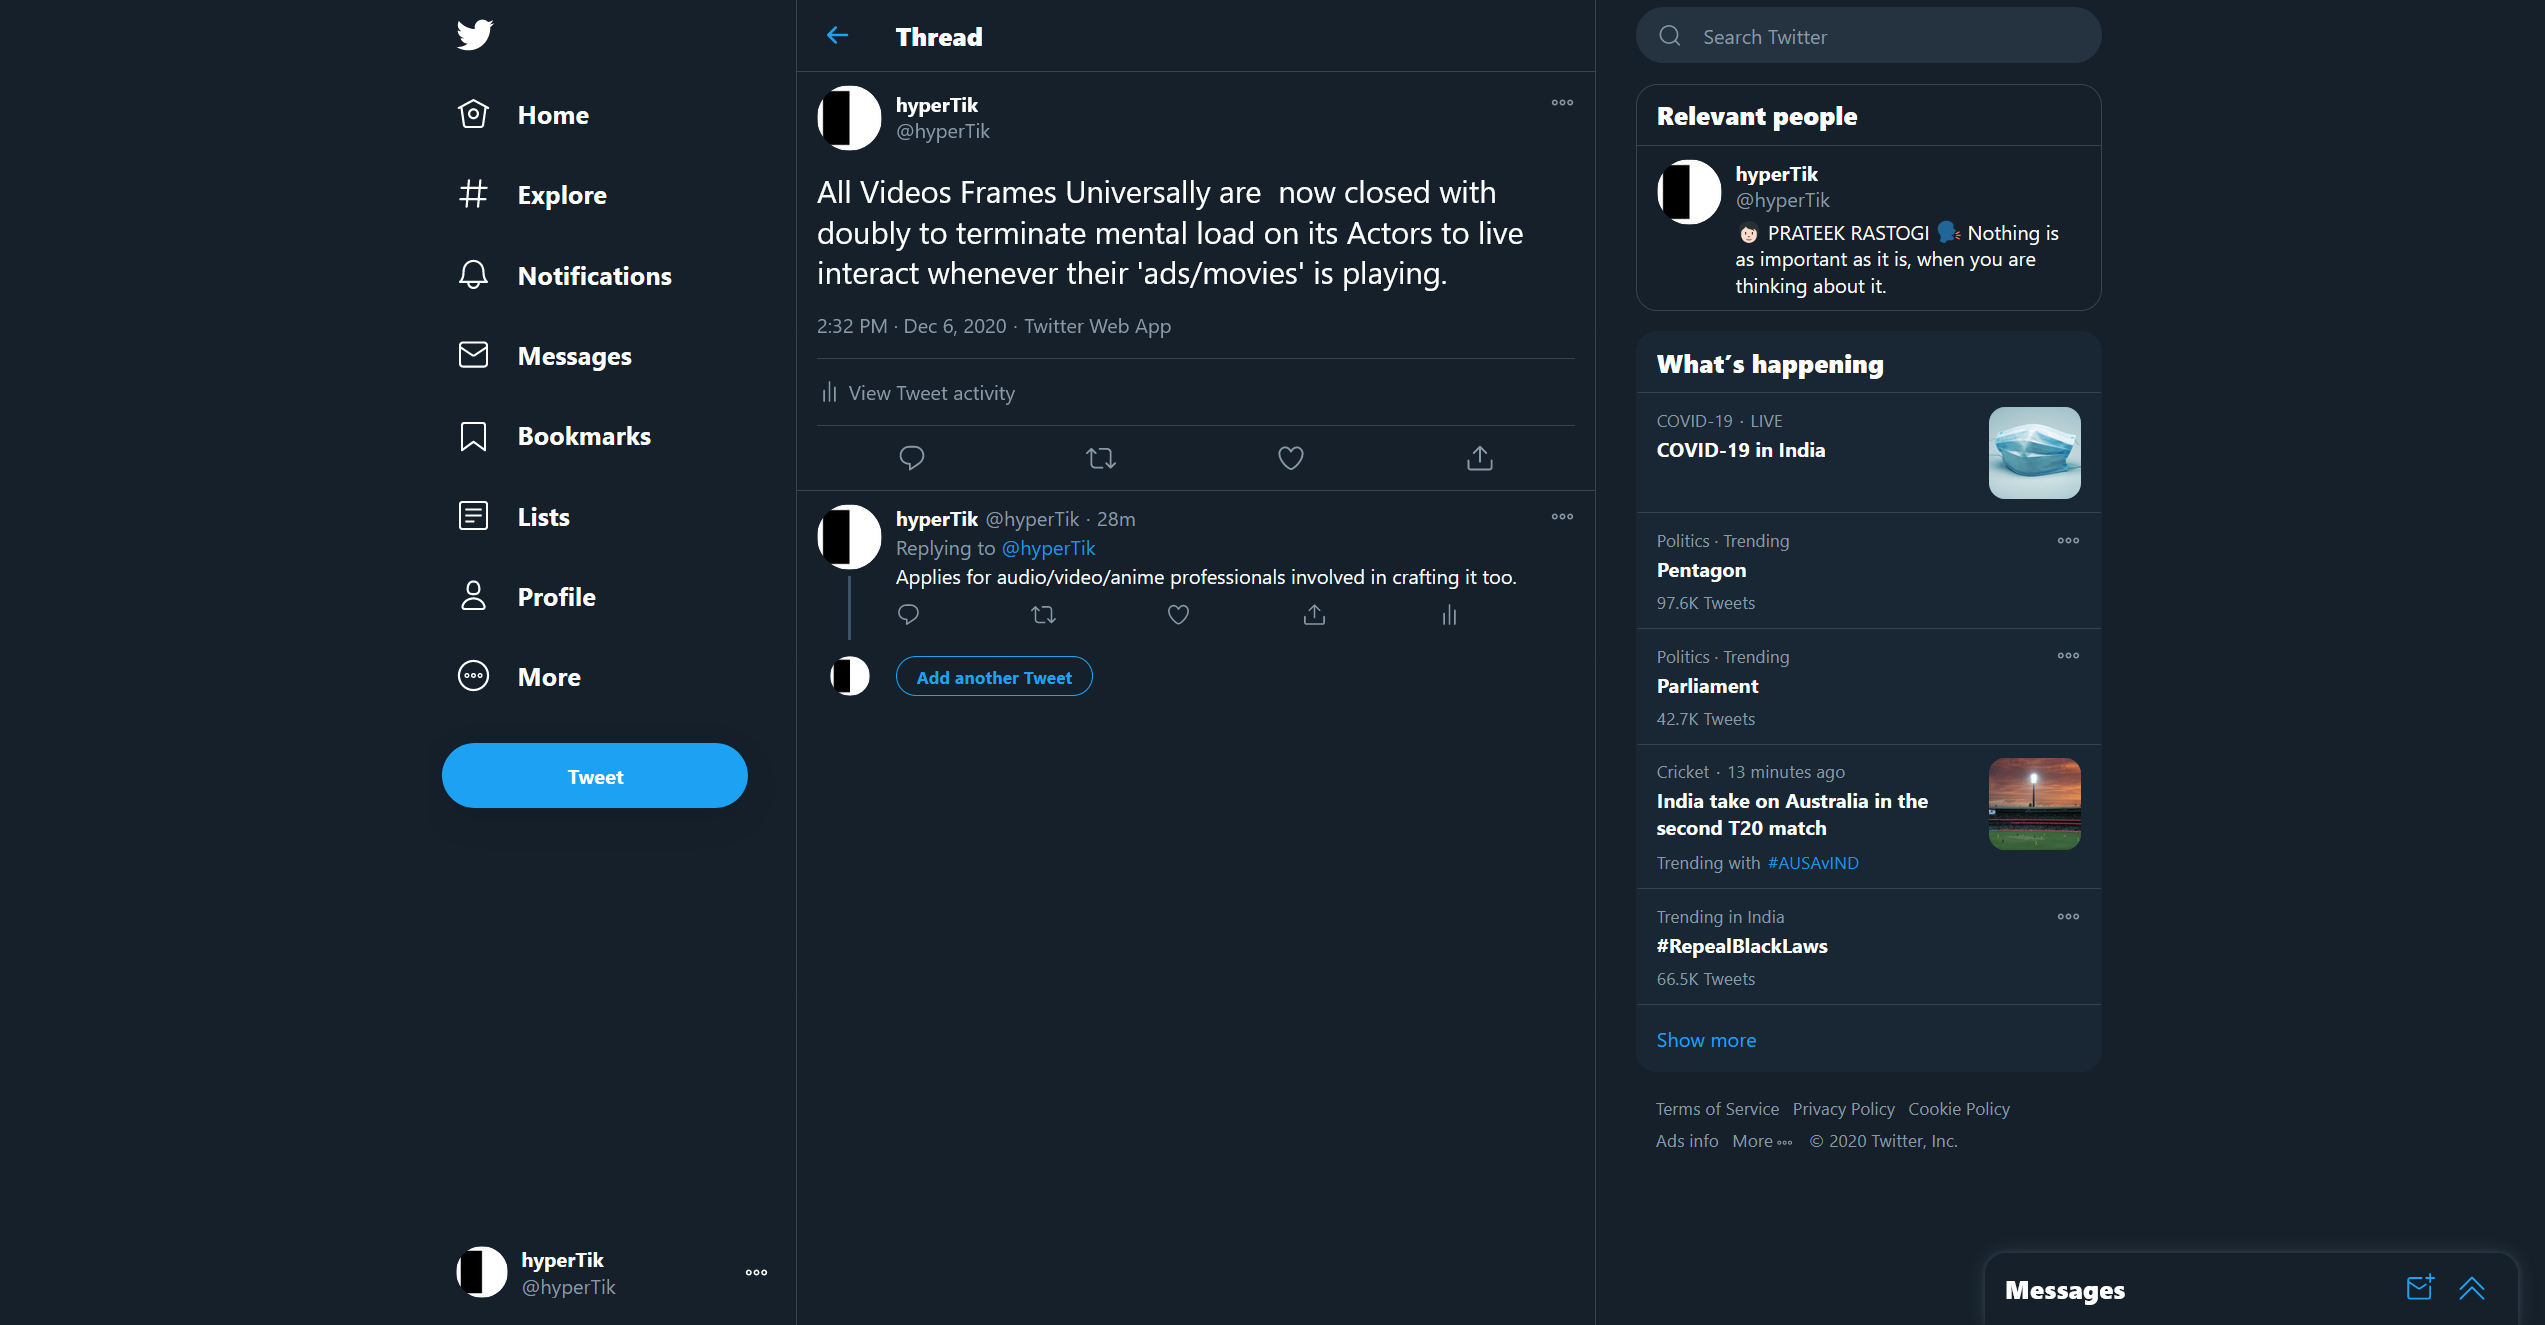 Home
Explore
Notifications
Messages
Bookmarks
Lists
Profile
More
Tweet
hyperTik
@hyperTik
Thread
hyperTik
@hyperTik
All Videos Frames Universally are  now closed with
doubly to terminate mental load on its Actors to live
interact whenever their 'ads/movies' is playing.
2:32 PM · Dec 6, 2020 · Twitter Web App
View Tweet activity
hyperTik @hyperTik · 28m
Replying to @hyperTik
Applies for audio/video/anime professionals involved in crafting it too.
Add another Tweet
Search Twitter
Relevant people
hyperTik
@hyperTik
PRATEEK RASTOGI Nothing is
as important as it is, when you are
thinking about it.
What's happening
COVID-19 · LIVE
COVID-19 in India
Politics · Trending
Pentagon
97.6K Tweets
Politics · Trending
Parliament
42.7K Tweets
Cricket · 13 minutes ago
India take on Australia in the
second T20 match
Trending with #AUSAvIND
Trending in India
#RepealBlackLaws
66.5K Tweets
Show more
Terms of Service Privacy Policy Cookie Policy
Ads info More © 2020 Twitter, Inc.
Messages